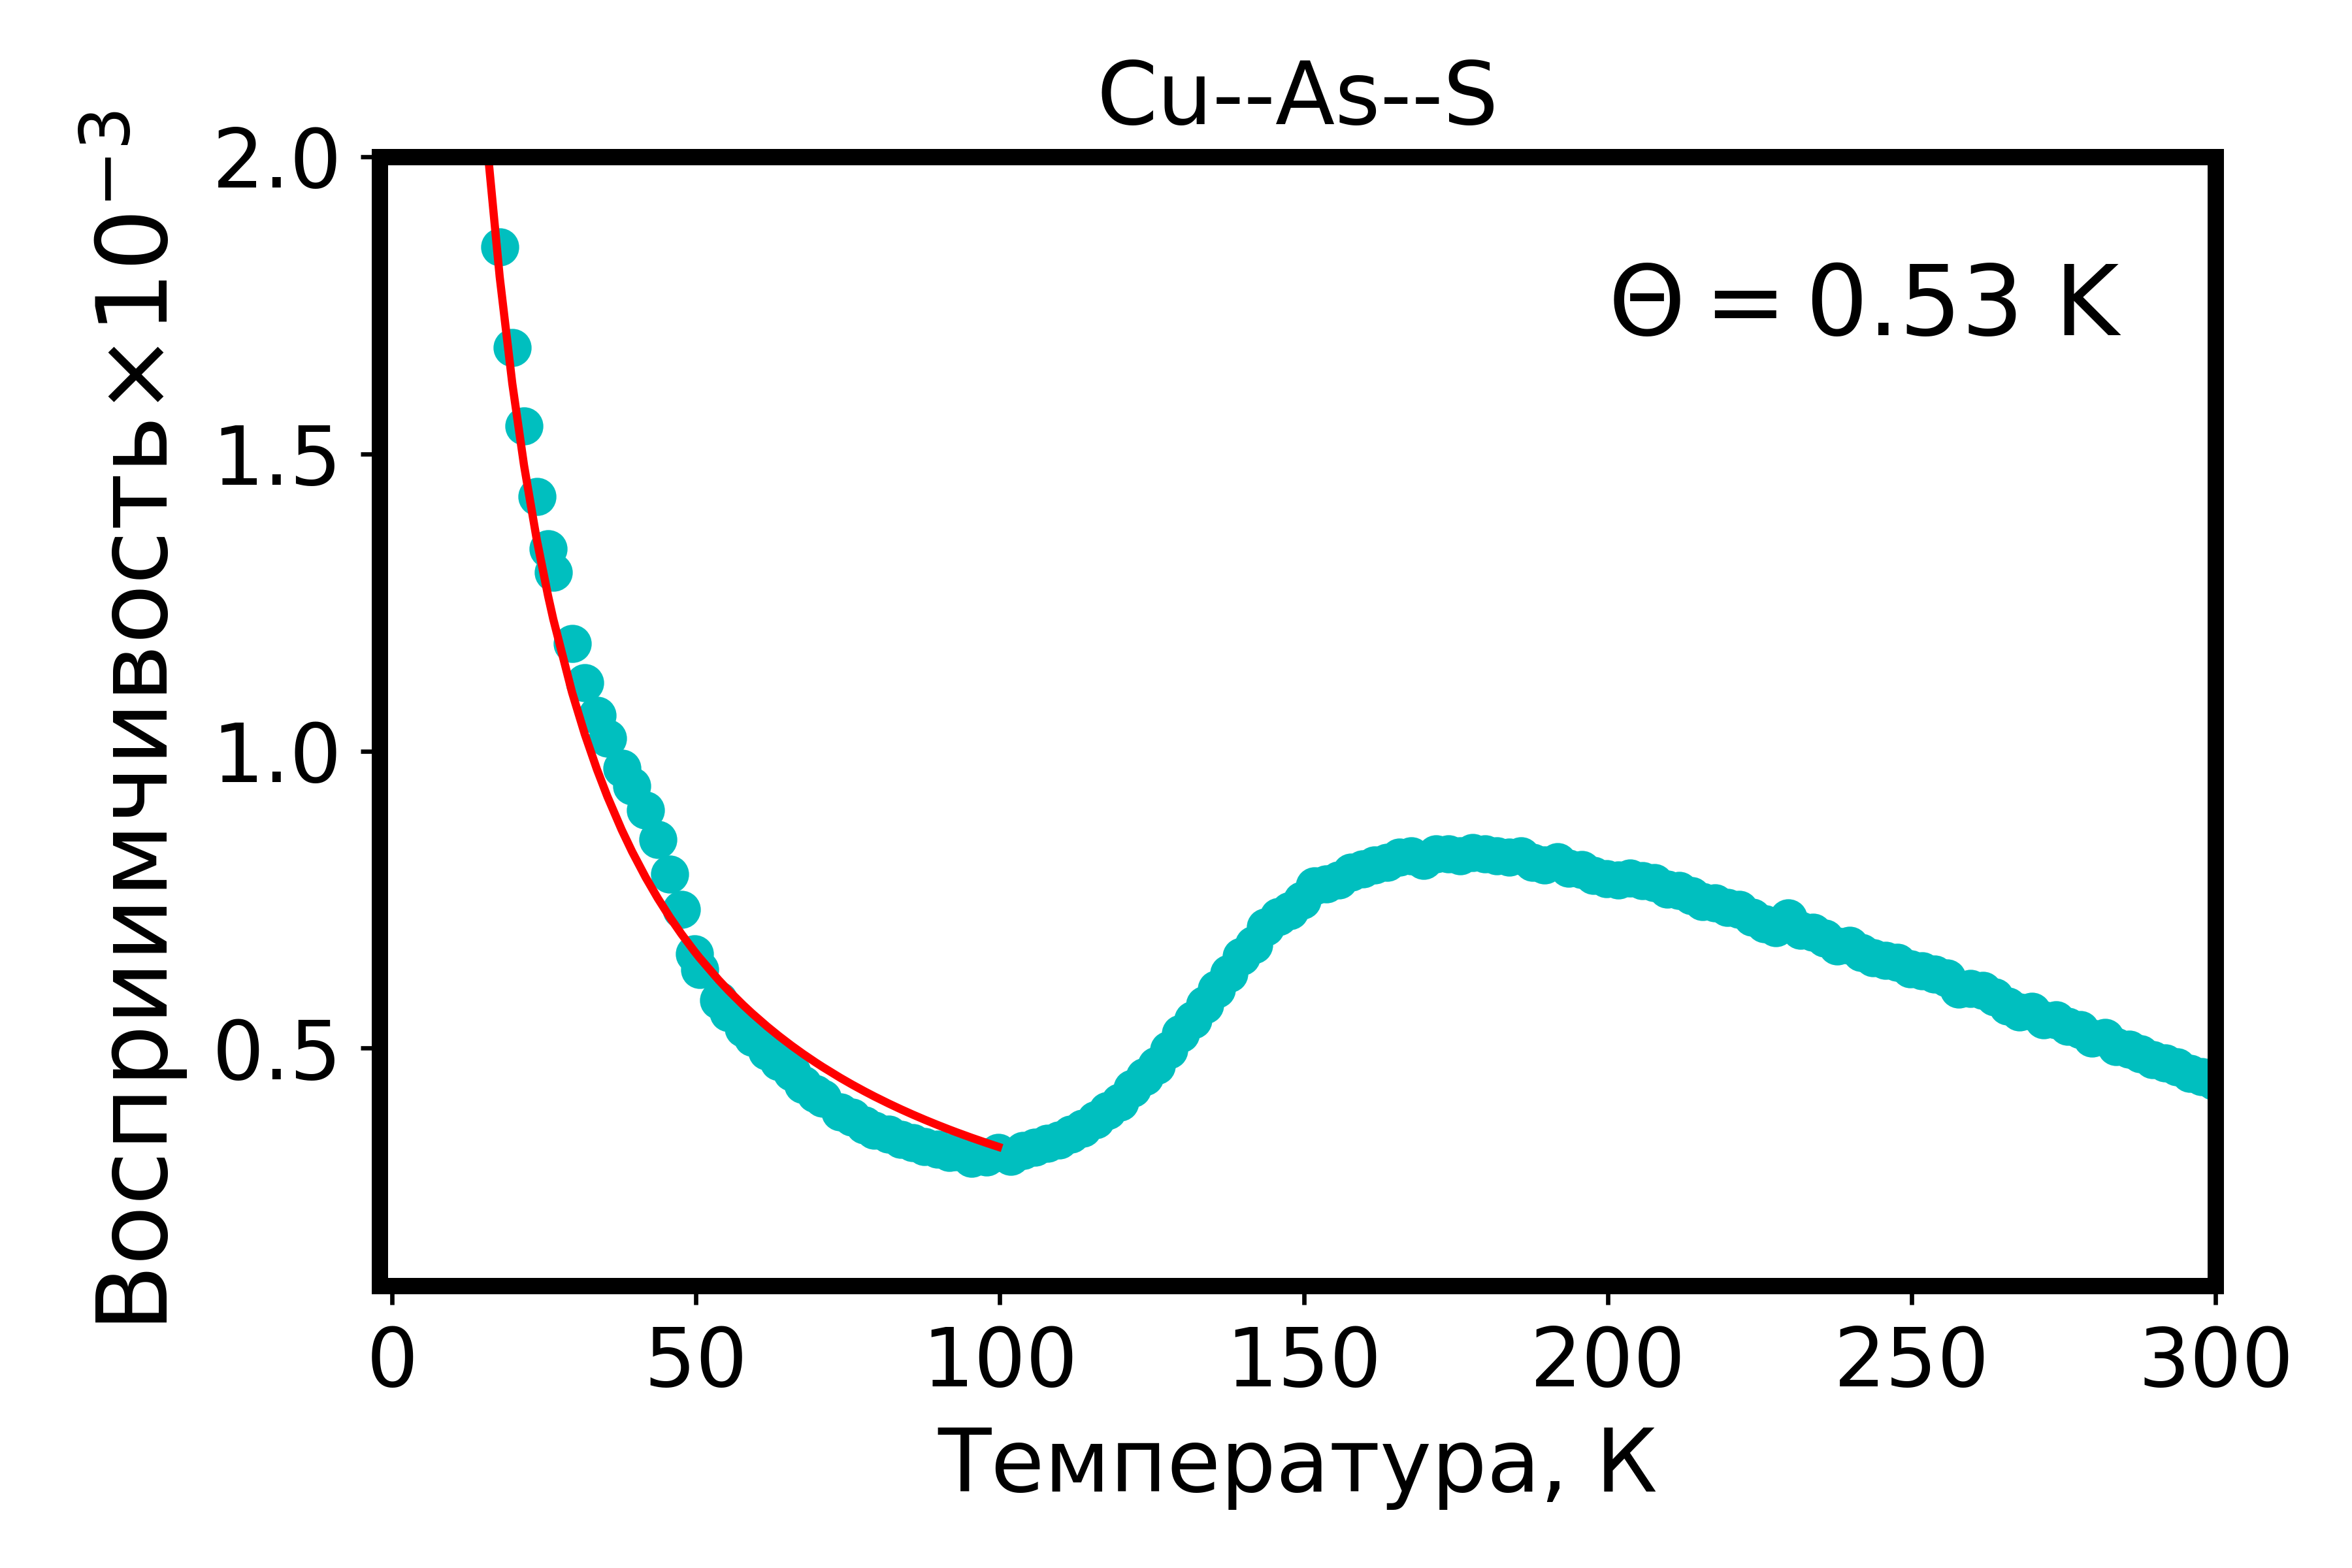 Cu--As--S
Восприимчивость×10⁻³
2.0
1.5
1.0
0.5
Θ = 0.53 K
0 50 100 150 200 250 300
Температура, K